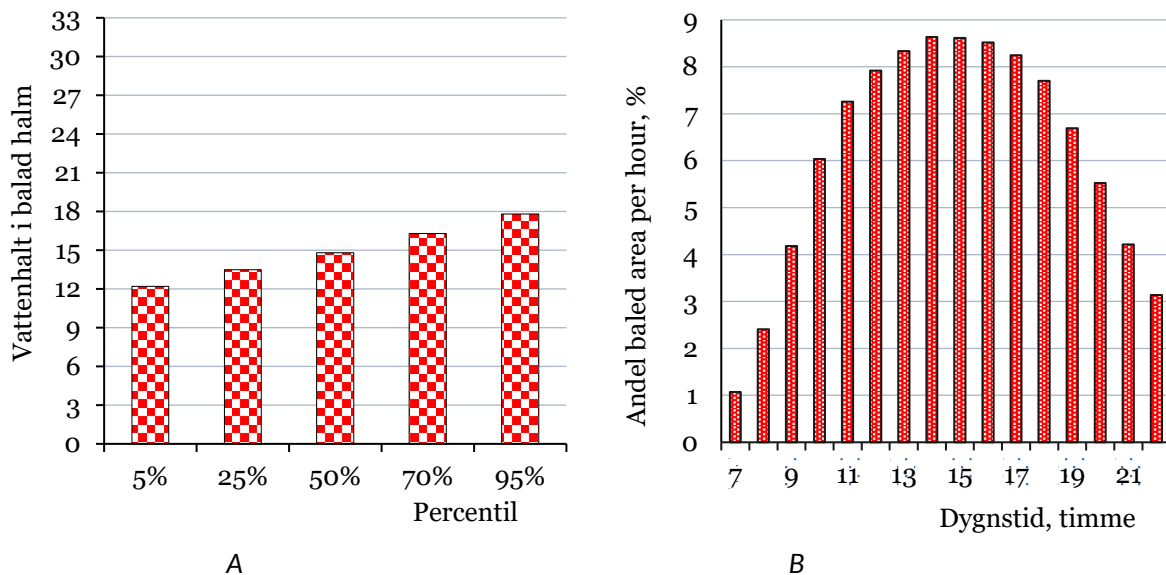 Vattenhalt i balad halm
33
30
27
24
21
18
15
12
9
6
3
0
5% 25% 50% 70% 95%
Percentil
A
Andel baled area per hour, %
9
8
7
6
5
4
3
2
1
0
7 9 11 13 15 17 19 21
Dygnstid, timme
B